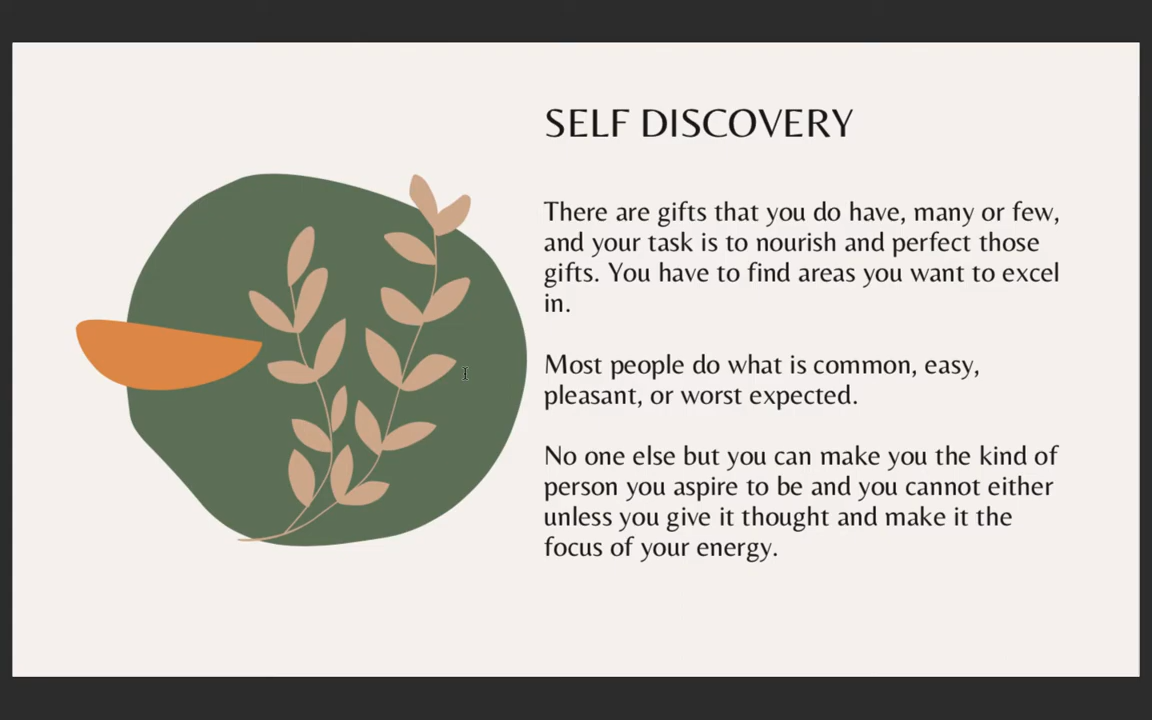 SELF DISCOVERY
There are gifts that you do have, many or few,
and your task is to nourish and perfect those
gifts. You have to find areas you want to excel
in.
Most people do what is common, easy,
pleasant, or worst expected.
No one else but you can make you the kind of
person you aspire to be and you cannot either
unless you give it thought and make it the
focus of your energy.